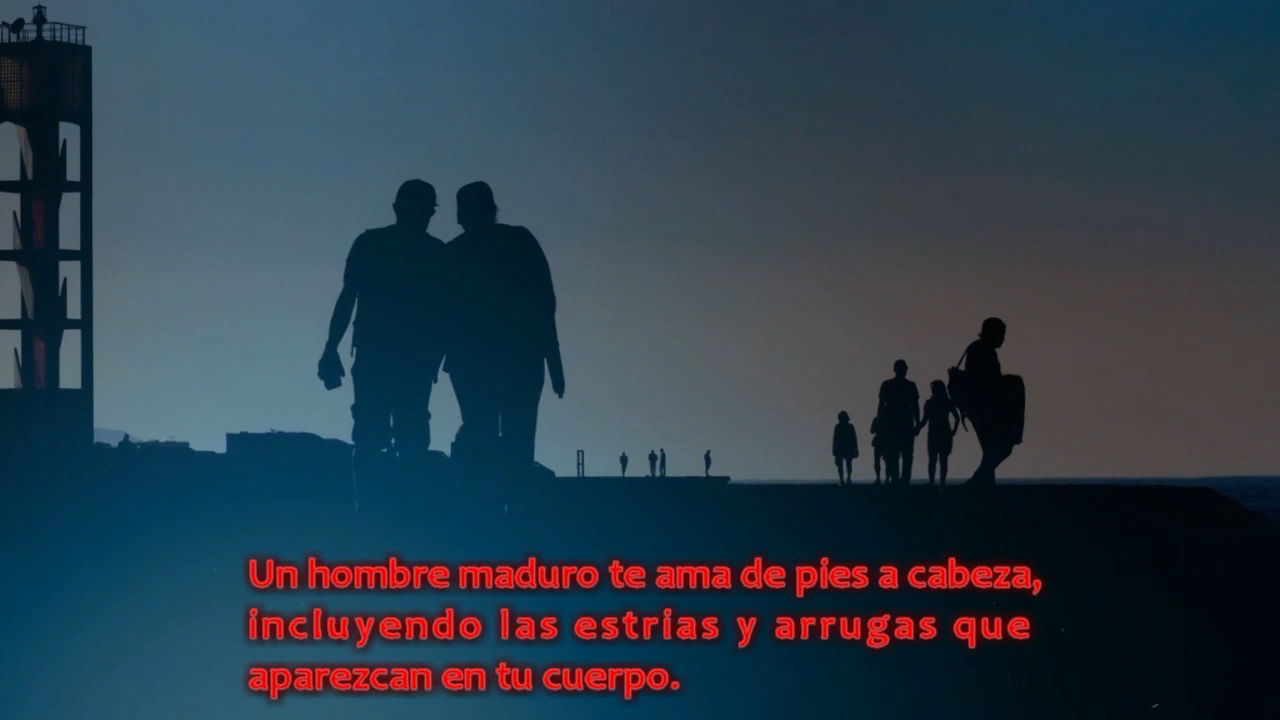 Un hombre maduro te ama de pies a cabeza,
incluyendo las estrias y arrugas que
aparezcan en tu cuerpo.